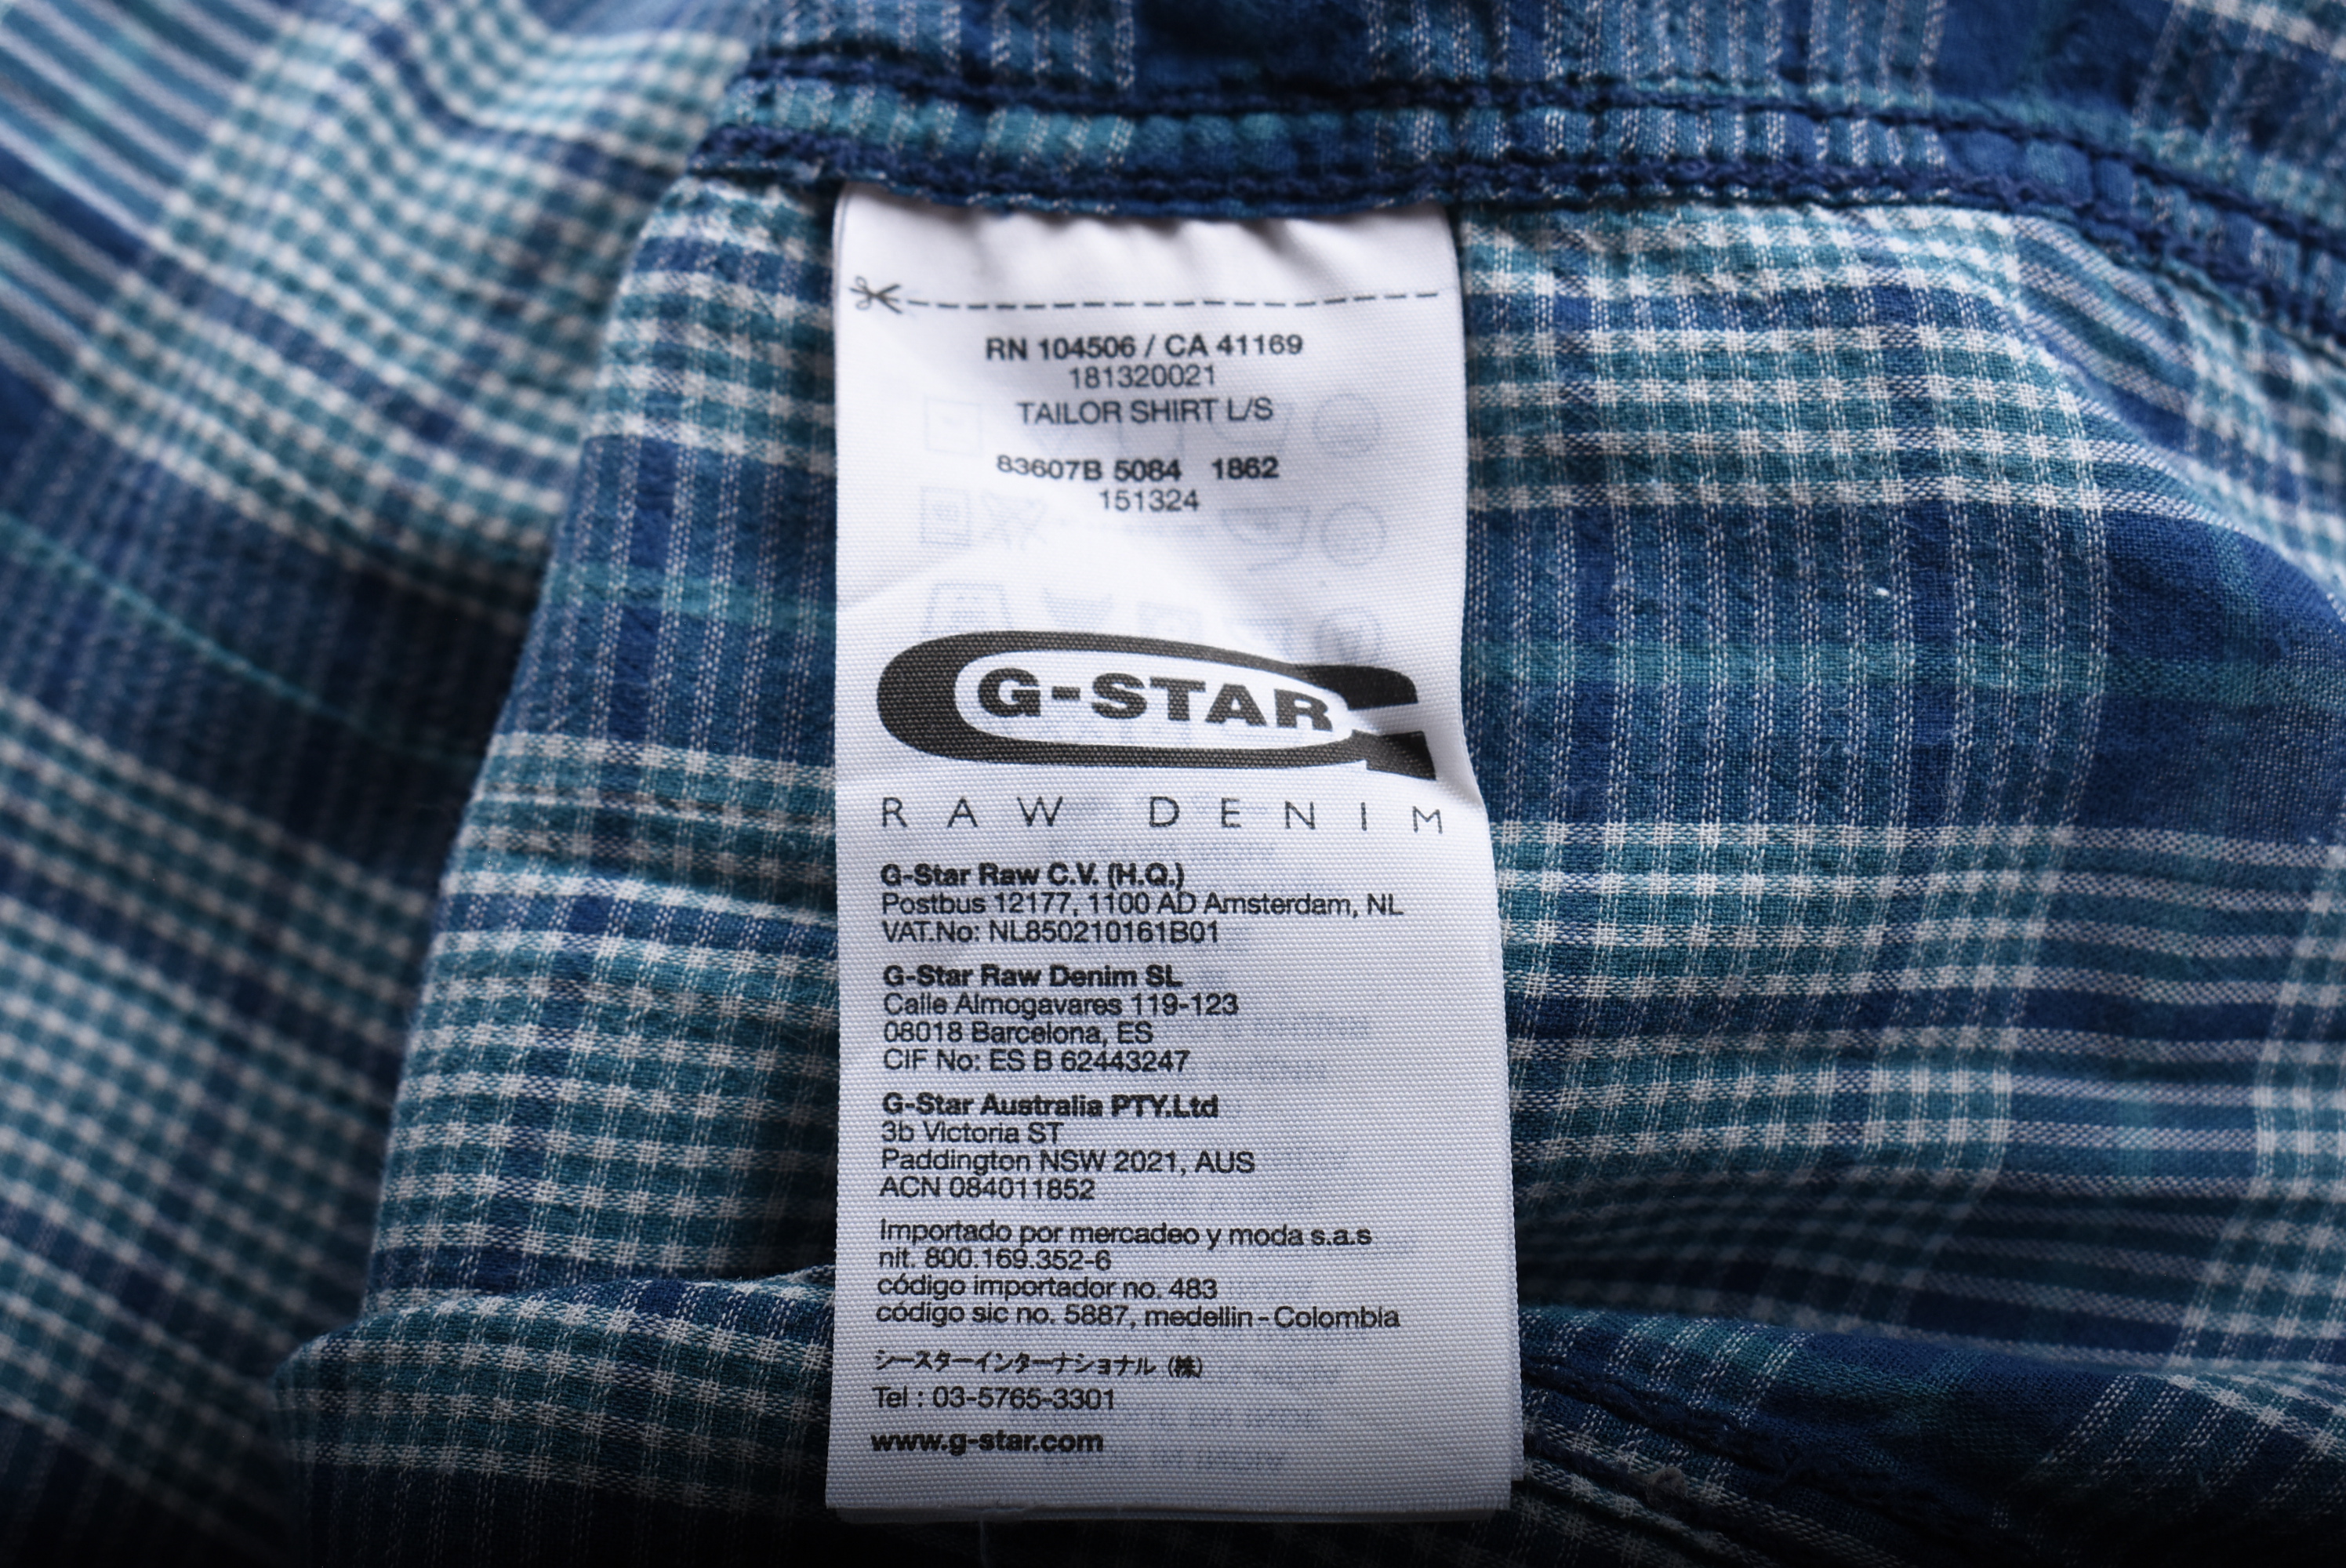 RN 104506 / CA 41169
181320021
TAILOR SHIRT L/S
83607B 5084 1862
151324
G-STAR
RAW DENIM
G-Star Raw C.V. (H.Q.)
Postbus 12177, 1100 AD Amsterdam, NL
VAT.No: NL850210161B01
G-Star Raw Denim SL
Calle Almogavares 119-123
08018 Barcelona, ES
CIF No: ES B 62443247
G-Star Australia PTY.Ltd
3b Victoria ST
Paddington NSW 2021, AUS
ACN 084011852
Importado por mercadeo y moda s.a.s
nit. 800.169.352-6
código importador no. 483
código sic no. 5887, medellin - Colombia
シースターインターナショナル (株)
Tel : 03-5765-3301
www.g-star.com